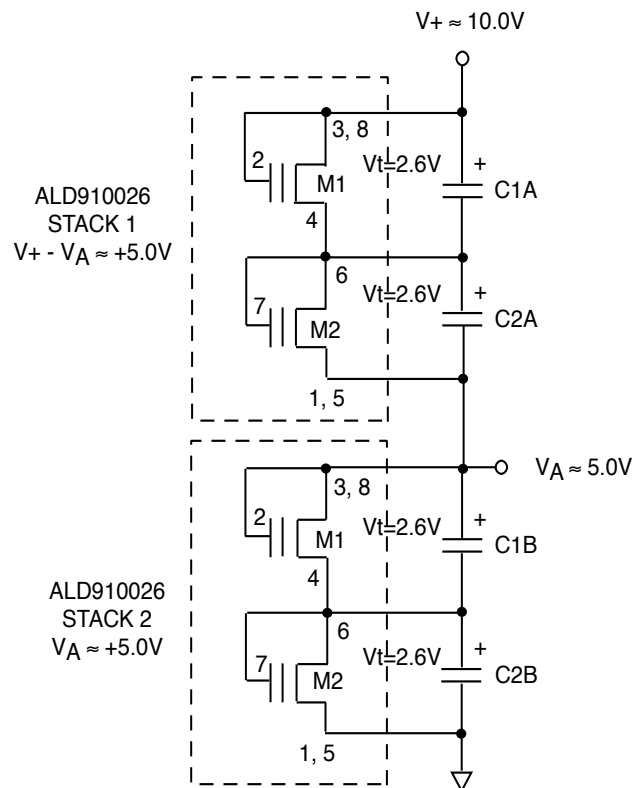 V+ ≈ 10.0V
3, 8
2
Vt=2.6V
+
M1
C1A
4
ALD910026
STACK 1
V+ - VA ≈ +5.0V
6
Vt=2.6V
+
7
M2
C2A
1, 5
VA ≈ 5.0V
3, 8
2
Vt=2.6V
+
M1
C1B
4
ALD910026
STACK 2
VA ≈ +5.0V
6
Vt=2.6V
+
7
M2
C2B
1, 5